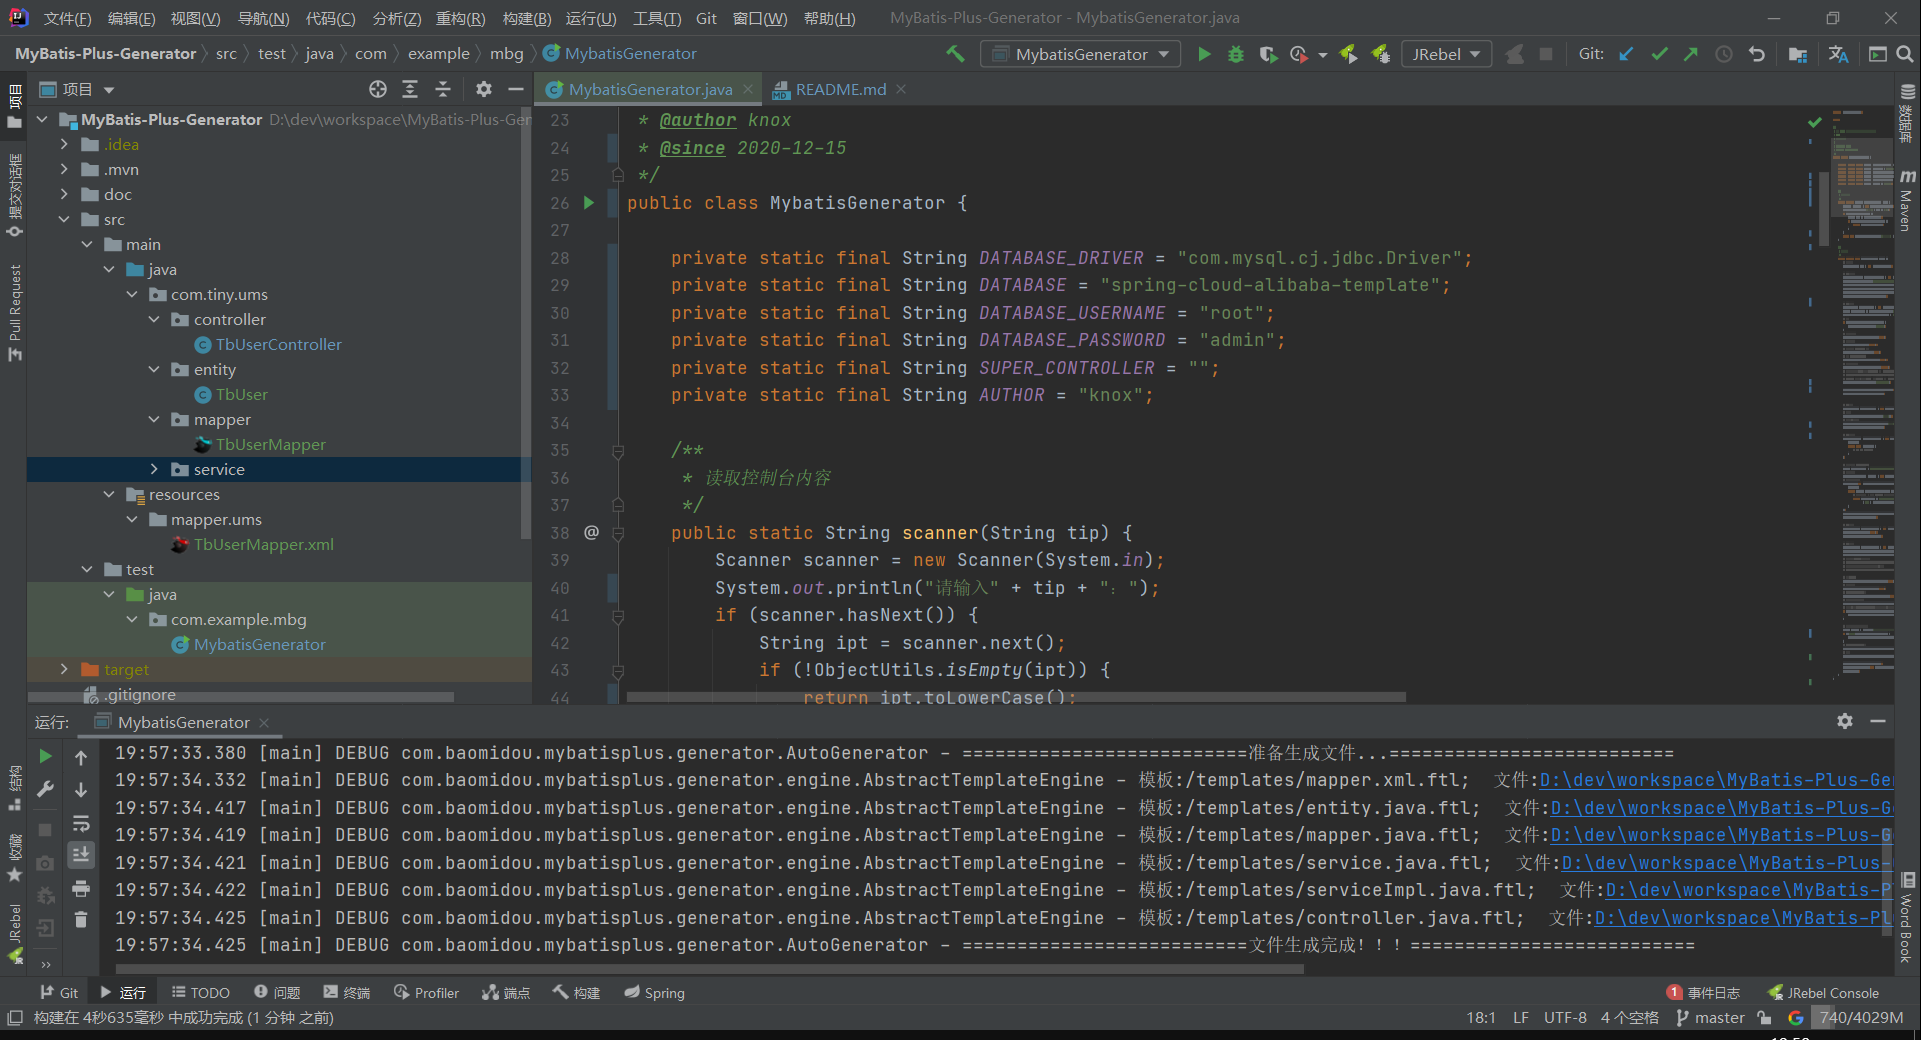 文件(F) 编辑(E) 视图(V) 导航(N) 代码(C) 分析(Z) 重构(R) 构建(B) 运行(U) 工具(T) Git 窗口(W) 帮助(H) MyBatis-Plus-Generator - MybatisGenerator.java
MyBatis-Plus-Generator src test java com example mbg MybatisGenerator
MybatisGenerator JRebel Git:
项目
MybatisGenerator.java README.md
项目
提交对话框
Pull Request
结构
收藏
JRebel
MyBatis-Plus-Generator D:\dev\workspace\MyBatis-Plus-Ger
.idea
.mvn
doc
src
main
java
com.tiny.ums
controller
TbUserController
entity
TbUser
mapper
TbUserMapper
service
resources
mapper.ums
TbUserMapper.xml
test
java
com.example.mbg
MybatisGenerator
target
.gitignore
23 * @author knox
24 * @since 2020-12-15
25 */
26 public class MybatisGenerator {
27
28 private static final String DATABASE_DRIVER = "com.mysql.cj.jdbc.Driver";
29 private static final String DATABASE = "spring-cloud-alibaba-template";
30 private static final String DATABASE_USERNAME = "root";
31 private static final String DATABASE_PASSWORD = "admin";
32 private static final String SUPER_CONTROLLER = "";
33 private static final String AUTHOR = "knox";
34
35 /**
36 * 读取控制台内容
37 */
38 @ public static String scanner(String tip) {
39 Scanner scanner = new Scanner(System.in);
40 System.out.println("请输入" + tip + "：");
41 if (scanner.hasNext()) {
42 String ipt = scanner.next();
43 if (!ObjectUtils.isEmpty(ipt)) {
44 return ipt.toLowerCase();
数据库
Maven
Word Book
运行: MybatisGenerator
19:57:33.380 [main] DEBUG com.baomidou.mybatisplus.generator.AutoGenerator - ==========================准备生成文件...==========================
19:57:34.332 [main] DEBUG com.baomidou.mybatisplus.generator.engine.AbstractTemplateEngine - 模板:/templates/mapper.xml.ftl; 文件:D:\dev\workspace\MyBatis-Plus-Ge
19:57:34.417 [main] DEBUG com.baomidou.mybatisplus.generator.engine.AbstractTemplateEngine - 模板:/templates/entity.java.ftl; 文件:D:\dev\workspace\MyBatis-Plus-G
19:57:34.419 [main] DEBUG com.baomidou.mybatisplus.generator.engine.AbstractTemplateEngine - 模板:/templates/mapper.java.ftl; 文件:D:\dev\workspace\MyBatis-Plus-G
19:57:34.421 [main] DEBUG com.baomidou.mybatisplus.generator.engine.AbstractTemplateEngine - 模板:/templates/service.java.ftl; 文件:D:\dev\workspace\MyBatis-Plus-
19:57:34.422 [main] DEBUG com.baomidou.mybatisplus.generator.engine.AbstractTemplateEngine - 模板:/templates/serviceImpl.java.ftl; 文件:D:\dev\workspace\MyBatis-P
19:57:34.425 [main] DEBUG com.baomidou.mybatisplus.generator.engine.AbstractTemplateEngine - 模板:/templates/controller.java.ftl; 文件:D:\dev\workspace\MyBatis-Pl
19:57:34.425 [main] DEBUG com.baomidou.mybatisplus.generator.AutoGenerator - ==========================文件生成完成！！！==========================
Git 运行 TODO 问题 终端 Profiler 端点 构建 Spring 1 事件日志 JRebel Console
构建在 4秒635毫秒 中成功完成 (1 分钟 之前) 18:1 LF UTF-8 4 个空格 master 740/4029M